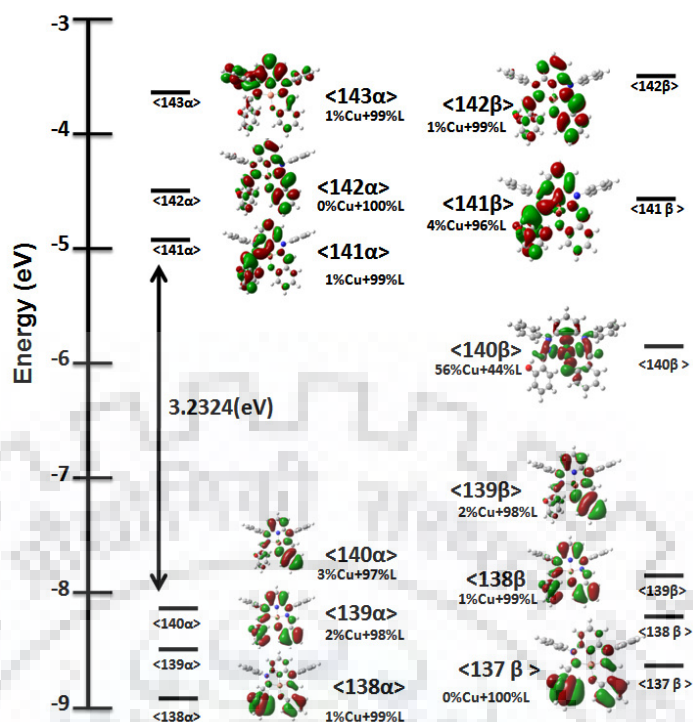 Energy (eV)
-3
-4
-5
-6
-7
-8
-9
<143α>
<142α>
<141α>
<140α>
<139α>
<138α>
3.2324(eV)
<143α>
1%Cu+99%L
<142α>
0%Cu+100%L
<141α>
1%Cu+99%L
<140α>
3%Cu+97%L
<139α>
2%Cu+98%L
<138α>
1%Cu+99%L
<142β>
1%Cu+99%L
<141β>
4%Cu+96%L
<140β>
56%Cu+44%L
<139β>
2%Cu+98%L
<138β
1%Cu+99%L
<137 β >
0%Cu+100%L
<142β>
<141 β >
<140β >
<139β>
<138 β >
<137 β >